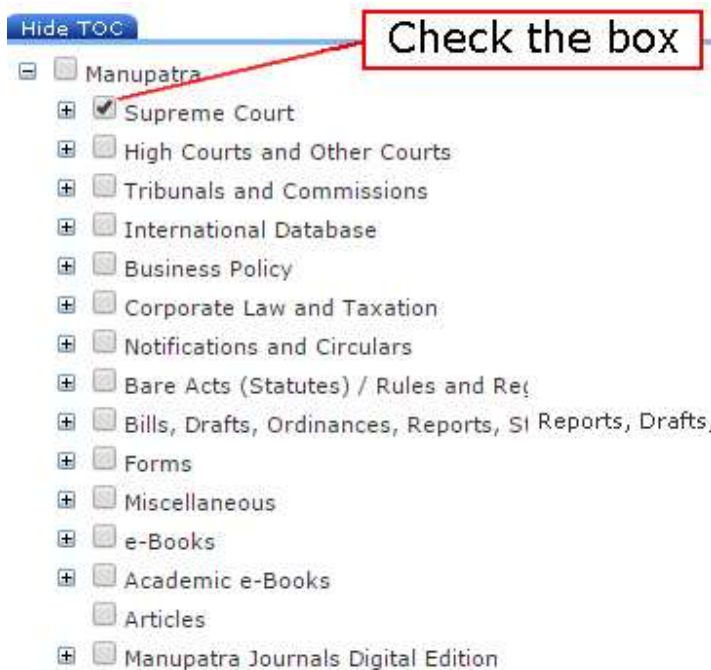 Hide TOC
Check the box
Manupatra
Supreme Court
High Courts and Other Courts
Tribunals and Commissions
International Database
Business Policy
Corporate Law and Taxation
Notifications and Circulars
Bare Acts (Statutes) / Rules and
Bills, Drafts, Ordinances, Reports, Reports, Drafts,
Forms
Miscellaneous
e-Books
Academic e-Books
Articles
Manupatra Journals Digital Edition